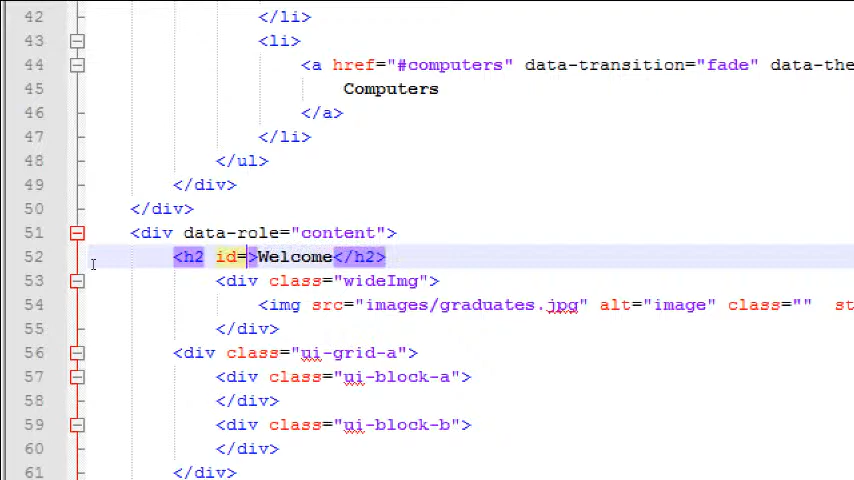 42 </li>
43 <li>
44 <a href="#computers" data-transition="fade" data-the
45 Computers
46 </a>
47 </li>
48 </ul>
49 </div>
50 </div>
51 <div data-role="content">
52 <h2 id=>Welcome</h2>
53 <div class="wideImg">
54 <img src="images/graduates.jpg" alt="image" class="" st
55 </div>
56 <div class="ui-grid-a">
57 <div class="ui-block-a">
58 </div>
59 <div class="ui-block-b">
60 </div>
61 </div>